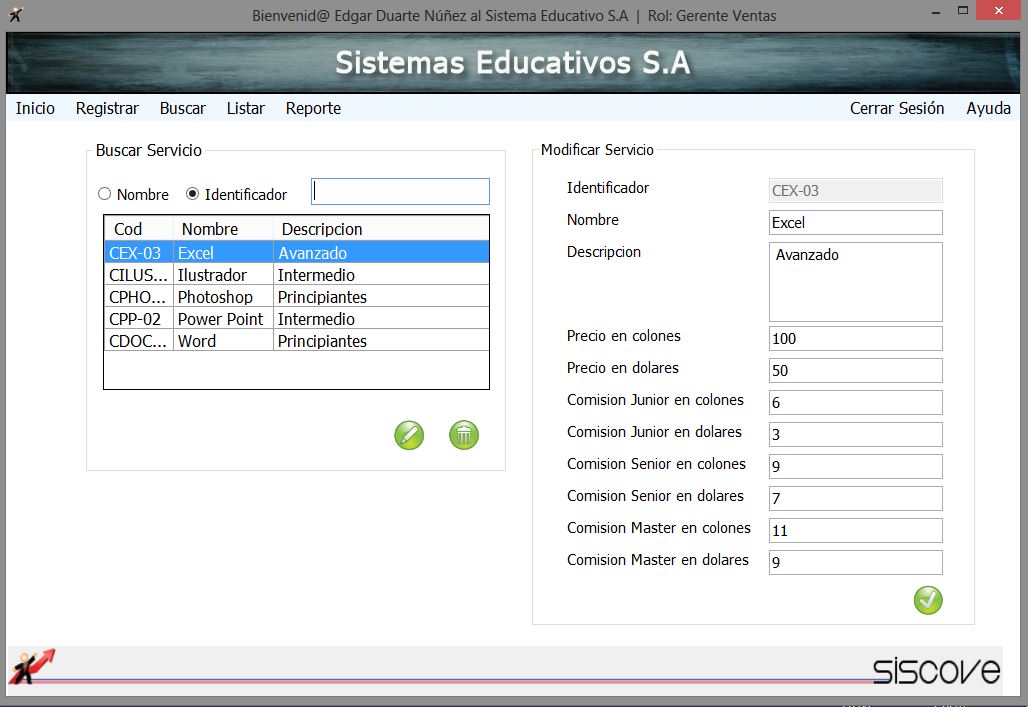 Bienvenid@ Edgar Duarte Núñez al Sistema Educativo S.A | Rol: Gerente Ventas
Sistemas Educativos S.A
Inicio Registrar Buscar Listar Reporte Cerrar Sesión Ayuda
Buscar Servicio
Nombre Identificador
Cod Nombre Descripcion
CEX-03 Excel Avanzado
CILUS... Ilustrador Intermedio
CPHO... Photoshop Principiantes
CPP-02 Power Point Intermedio
CDOC... Word Principiantes
Modificar Servicio
Identificador CEX-03
Nombre Excel
Descripcion Avanzado
Precio en colones 100
Precio en dolares 50
Comision Junior en colones 6
Comision Junior en dolares 3
Comision Senior en colones 9
Comision Senior en dolares 7
Comision Master en colones 11
Comision Master en dolares 9
siscove